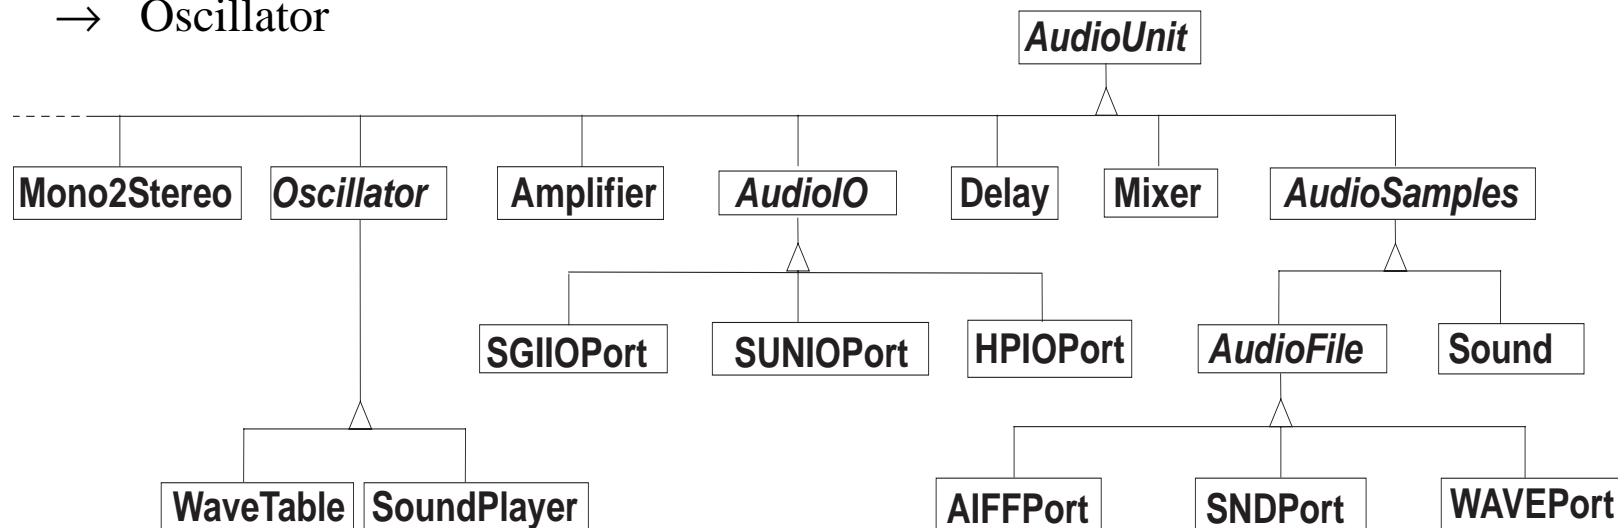 → Oscillator
AudioUnit
Mono2Stereo Oscillator Amplifier AudioIO Delay Mixer AudioSamples
SGIIOPort SUNIOPort HPIOPort AudioFile Sound
WaveTable SoundPlayer AIFFPort SNDPort WAVEPort